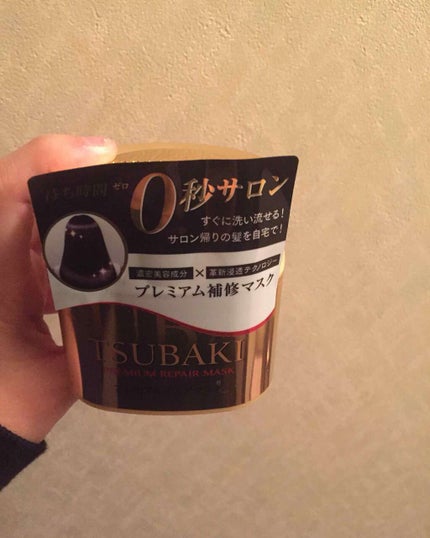 待ち時間 ゼロ 0秒サロン
すぐに洗い流せる!
サロン帰りの髪を自宅で!
濃密美容成分 × 革新浸透テクノロジー
プレミアム補修マスク
TSUBAKI
PREMIUM REPAIR MASK